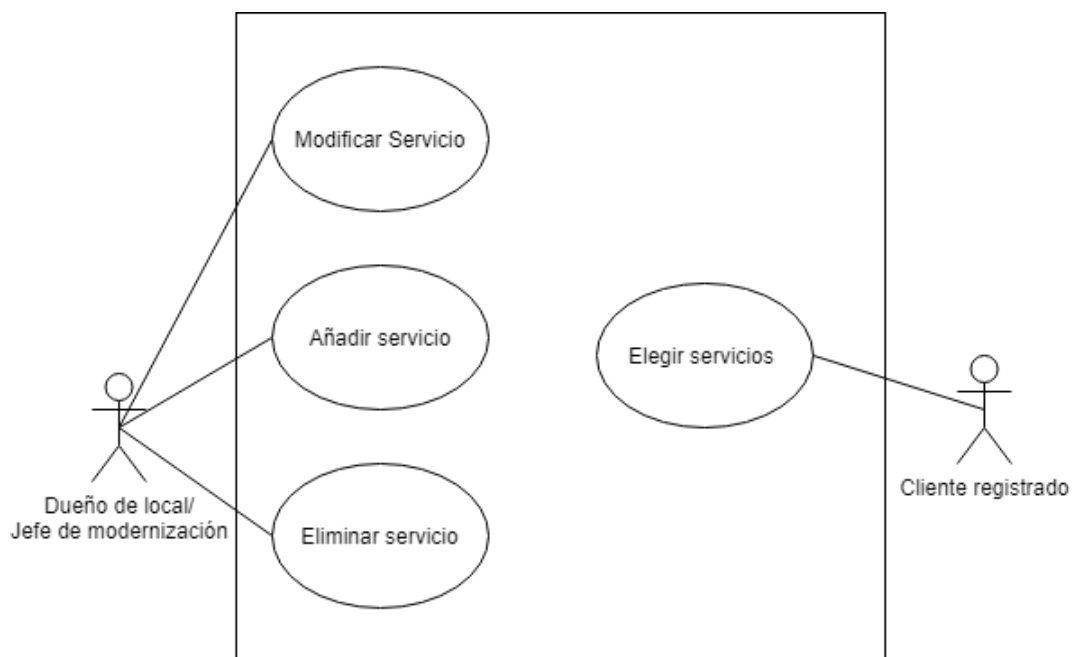 Modificar Servicio
Añadir servicio
Elegir servicios
Dueño de local/
Jefe de modernización
Cliente registrado
Eliminar servicio